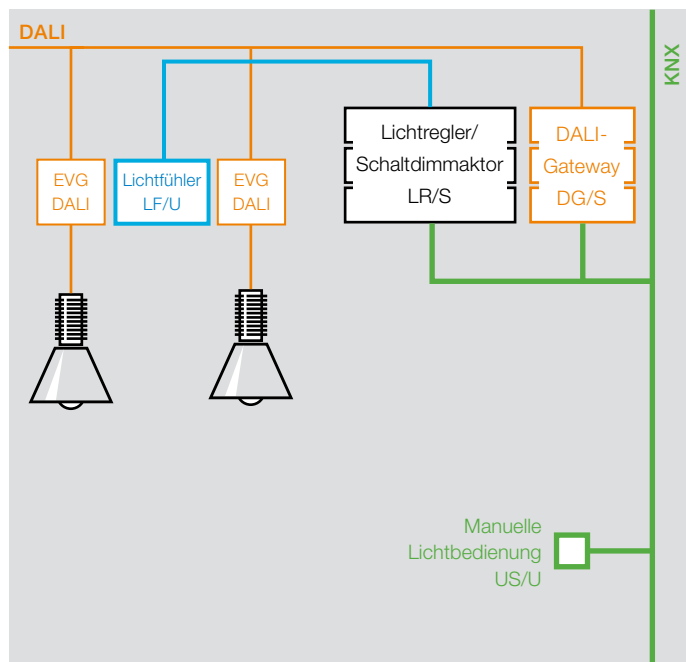 DALI
KNX
EVG
DALI
Lichtfühler
LF/U
EVG
DALI
Lichtregler/
Schaltdimmaktor
LR/S
DALI-
Gateway
DG/S
Manuelle
Lichtbedienung
US/U